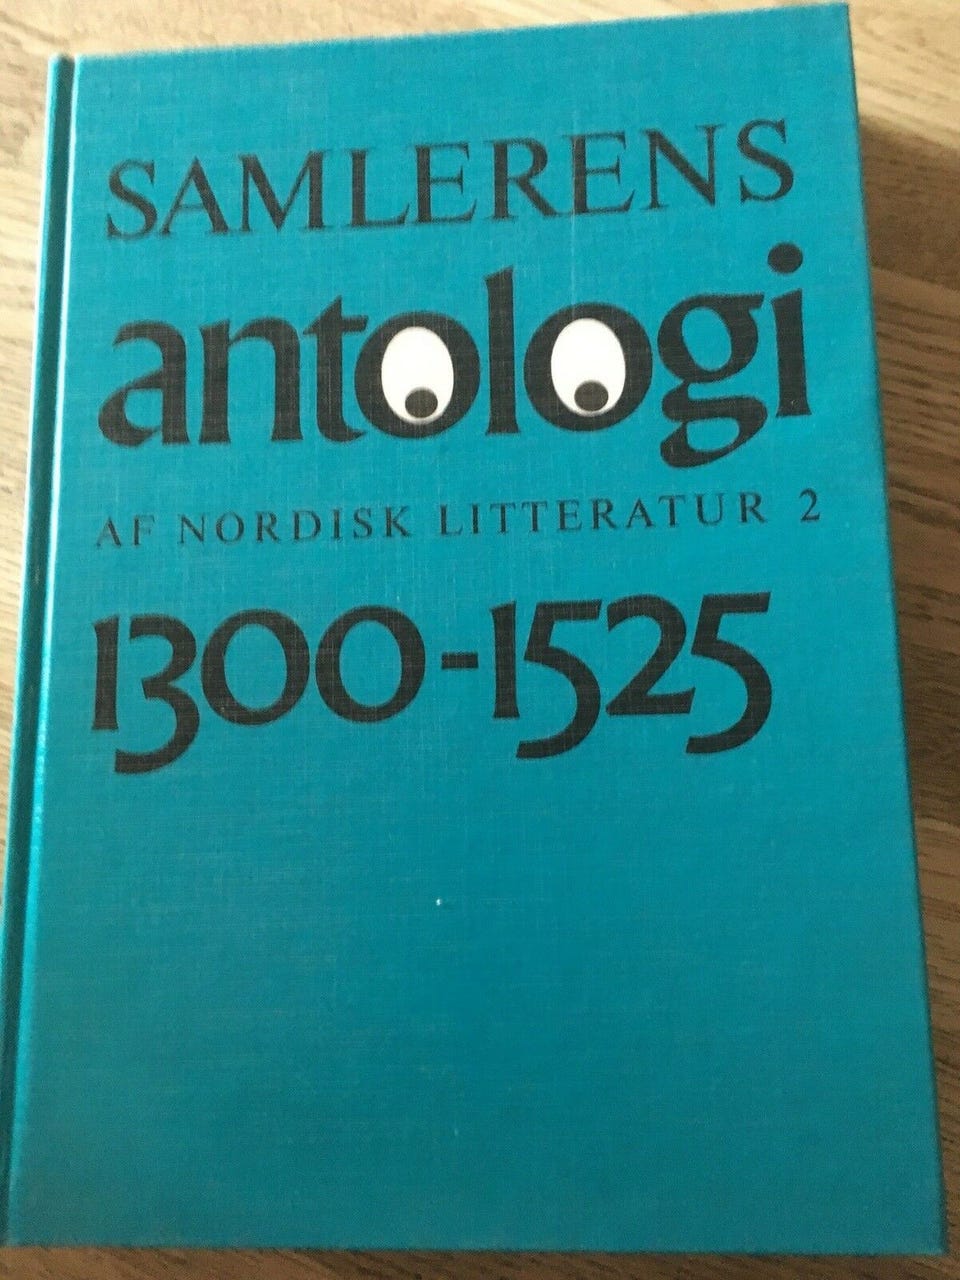 SAMLERENS
antologi
AF NORDISK LITTERATUR 2
1300-1525